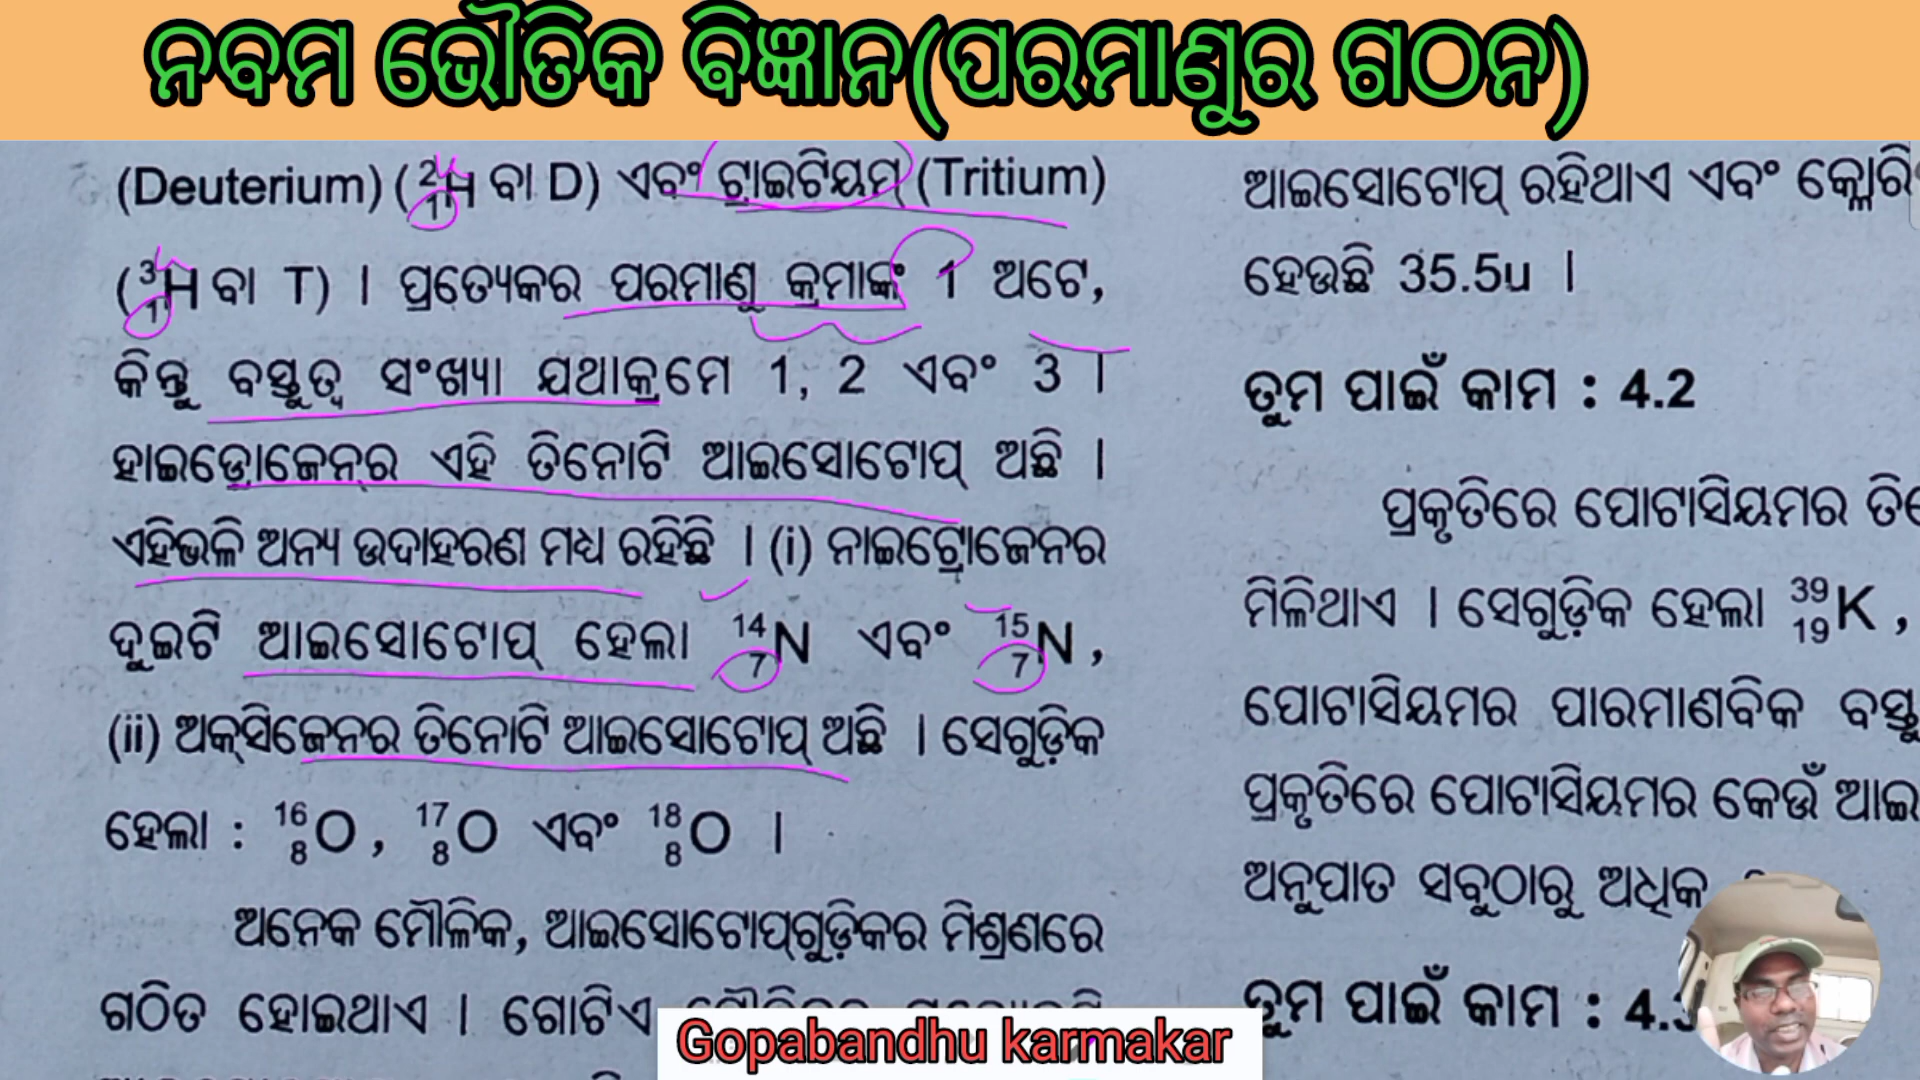 ନବମ ଭୌତିକ ବିଜ୍ଞାନ(ପରମାଣୁର ଗଠନ)
(Deuterium) (²₁H ବା D) ଏବଂ ଟ୍ରାଇଟିୟମ୍ (Tritium)
(³₁H ବା T) । ପ୍ରତ୍ୟେକର ପରମାଣୁ କ୍ରମାଙ୍କ 1 ଅଟେ,
କିନ୍ତୁ ବସ୍ତୁତ୍ୱ ସଂଖ୍ୟା ଯଥାକ୍ରମେ 1, 2 ଏବଂ 3 ।
ହାଇଡ୍ରୋଜେନ୍‌ର ଏହି ତିନୋଟି ଆଇସୋଟୋପ୍ ଅଛି ।
ଏହିଭଳି ଅନ୍ୟ ଉଦାହରଣ ମଧ୍ୟ ରହିଛି । (i) ନାଇଟ୍ରୋଜେନର
ଦୁଇଟି ଆଇସୋଟୋପ୍ ହେଲା ¹⁴₇N ଏବଂ ¹⁵₇N ,
(ii) ଅକ୍‌ସିଜେନର ତିନୋଟି ଆଇସୋଟୋପ୍ ଅଛି । ସେଗୁଡ଼ିକ
ହେଲା : ¹⁶₈O , ¹⁷₈O ଏବଂ ¹⁸₈O ।
ଅନେକ ମୌଳିକ, ଆଇସୋଟୋପ୍‌ଗୁଡ଼ିକର ମିଶ୍ରଣରେ
ଗଠିତ ହୋଇଥାଏ । ଗୋଟିଏ
ଆଇସୋଟୋପ୍ ରହିଥାଏ ଏବଂ
ହେଉଛି 35.5u ।
ତୁମ ପାଇଁ କାମ : 4.2
ପ୍ରକୃତିରେ ପୋଟାସିୟମର
ମିଳିଥାଏ । ସେଗୁଡ଼ିକ ହେଲା ³⁹₁₉K ,
ପୋଟାସିୟମର ପାରମାଣବିକ
ପ୍ରକୃତିରେ ପୋଟାସିୟମର କେଉଁ
ଅନୁପାତ ସବୁଠାରୁ ଅଧିକ
ତୁମ ପାଇଁ କାମ : 4.
Gopabandhu karmakar